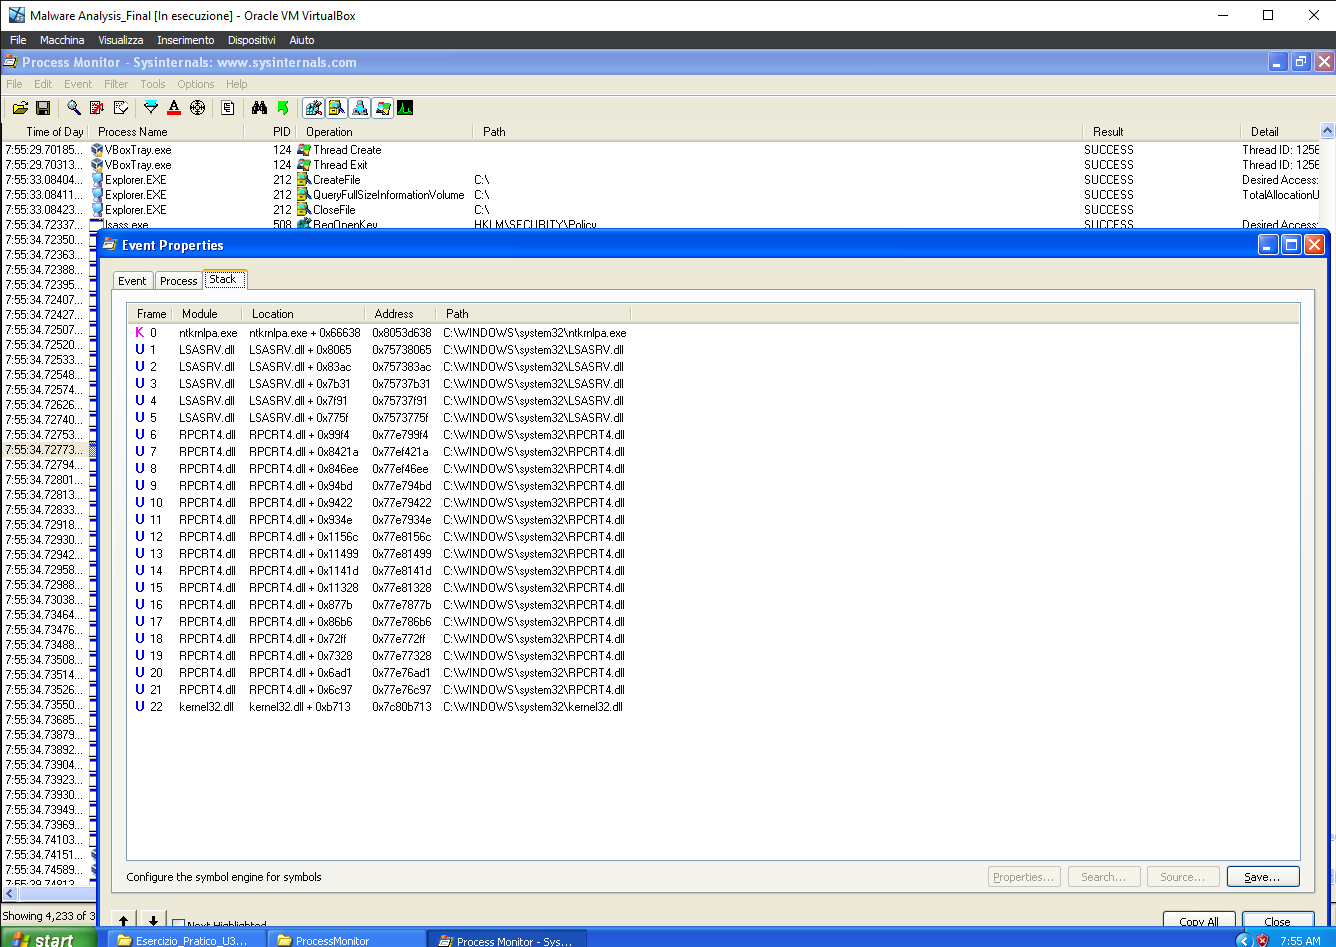 Malware Analysis_Final [In esecuzione] - Oracle VM VirtualBox
File Macchina Visualizza Inserimento Dispositivi Aiuto
Process Monitor - Sysinternals: www.sysinternals.com
File Edit Event Filter Tools Options Help
Time of Day Process Name PID Operation Path Result Detail
7:55:29.70185... VBoxTray.exe 124 Thread Create SUCCESS Thread ID: 1256
7:55:29.70313... VBoxTray.exe 124 Thread Exit SUCCESS Thread ID: 1256
7:55:33.08404... Explorer.EXE 212 CreateFile C:\ SUCCESS Desired Access:
7:55:33.08411... Explorer.EXE 212 QueryFullSizeInformationVolume C:\ SUCCESS TotalAllocationU
7:55:33.08423... Explorer.EXE 212 CloseFile C:\ SUCCESS
7:55:34.72337... lsass.exe 508 RegOpenKey HKLM\SECURITY\Policy SUCCESS Desired Access:
7:55:34.72350...
7:55:34.72363...
7:55:34.72388...
7:55:34.72395...
7:55:34.72407...
7:55:34.72427...
7:55:34.72507...
7:55:34.72520...
7:55:34.72533...
7:55:34.72548...
7:55:34.72574...
7:55:34.72626...
7:55:34.72740...
7:55:34.72753...
7:55:34.72773...
7:55:34.72794...
7:55:34.72801...
7:55:34.72813...
7:55:34.72833...
7:55:34.72918...
7:55:34.72930...
7:55:34.72942...
7:55:34.72958...
7:55:34.72988...
7:55:34.73038...
7:55:34.73464...
7:55:34.73476...
7:55:34.73488...
7:55:34.73508...
7:55:34.73514...
7:55:34.73526...
7:55:34.73550...
7:55:34.73685...
7:55:34.73879...
7:55:34.73892...
7:55:34.73904...
7:55:34.73923...
7:55:34.73930...
7:55:34.73949...
7:55:34.73969...
7:55:34.74103...
7:55:34.74151...
7:55:34.74589...
7:55:39.74813...
Event Properties
Event Process Stack
Frame Module Location Address Path
K 0 ntkrnlpa.exe ntkrnlpa.exe + 0x66638 0x8053d638 C:\WINDOWS\system32\ntkrnlpa.exe
U 1 LSASRV.dll LSASRV.dll + 0x8065 0x75738065 C:\WINDOWS\system32\LSASRV.dll
U 2 LSASRV.dll LSASRV.dll + 0x83ac 0x757383ac C:\WINDOWS\system32\LSASRV.dll
U 3 LSASRV.dll LSASRV.dll + 0x7b31 0x75737b31 C:\WINDOWS\system32\LSASRV.dll
U 4 LSASRV.dll LSASRV.dll + 0x7f91 0x75737f91 C:\WINDOWS\system32\LSASRV.dll
U 5 LSASRV.dll LSASRV.dll + 0x775f 0x7573775f C:\WINDOWS\system32\LSASRV.dll
U 6 RPCRT4.dll RPCRT4.dll + 0x99f4 0x77e799f4 C:\WINDOWS\system32\RPCRT4.dll
U 7 RPCRT4.dll RPCRT4.dll + 0x8421a 0x77ef421a C:\WINDOWS\system32\RPCRT4.dll
U 8 RPCRT4.dll RPCRT4.dll + 0x846ee 0x77ef46ee C:\WINDOWS\system32\RPCRT4.dll
U 9 RPCRT4.dll RPCRT4.dll + 0x94bd 0x77e794bd C:\WINDOWS\system32\RPCRT4.dll
U 10 RPCRT4.dll RPCRT4.dll + 0x9422 0x77e79422 C:\WINDOWS\system32\RPCRT4.dll
U 11 RPCRT4.dll RPCRT4.dll + 0x934e 0x77e7934e C:\WINDOWS\system32\RPCRT4.dll
U 12 RPCRT4.dll RPCRT4.dll + 0x1156c 0x77e8156c C:\WINDOWS\system32\RPCRT4.dll
U 13 RPCRT4.dll RPCRT4.dll + 0x11499 0x77e81499 C:\WINDOWS\system32\RPCRT4.dll
U 14 RPCRT4.dll RPCRT4.dll + 0x1141d 0x77e8141d C:\WINDOWS\system32\RPCRT4.dll
U 15 RPCRT4.dll RPCRT4.dll + 0x11328 0x77e81328 C:\WINDOWS\system32\RPCRT4.dll
U 16 RPCRT4.dll RPCRT4.dll + 0x877b 0x77e7877b C:\WINDOWS\system32\RPCRT4.dll
U 17 RPCRT4.dll RPCRT4.dll + 0x86b6 0x77e786b6 C:\WINDOWS\system32\RPCRT4.dll
U 18 RPCRT4.dll RPCRT4.dll + 0x72ff 0x77e772ff C:\WINDOWS\system32\RPCRT4.dll
U 19 RPCRT4.dll RPCRT4.dll + 0x7328 0x77e77328 C:\WINDOWS\system32\RPCRT4.dll
U 20 RPCRT4.dll RPCRT4.dll + 0x6ad1 0x77e76ad1 C:\WINDOWS\system32\RPCRT4.dll
U 21 RPCRT4.dll RPCRT4.dll + 0x6c97 0x77e76c97 C:\WINDOWS\system32\RPCRT4.dll
U 22 kernel32.dll kernel32.dll + 0xb713 0x7c80b713 C:\WINDOWS\system32\kernel32.dll
Configure the symbol engine for symbols
Properties... Search... Source... Save...
Next Highlighted Copy All Close
Showing 4,233 of 3
start Esercizio_Pratico_U3... ProcessMonitor Process Monitor - Sys... 7:55 AM